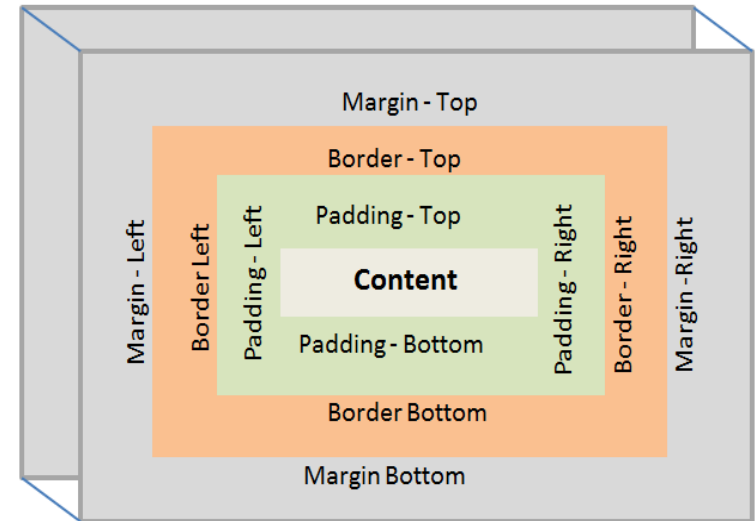 Margin - Top
Border - Top
Padding - Top
Margin - Left
Border Left
Padding - Left
Content
Padding - Right
Border - Right
Margin -Right
Padding - Bottom
Border Bottom
Margin Bottom